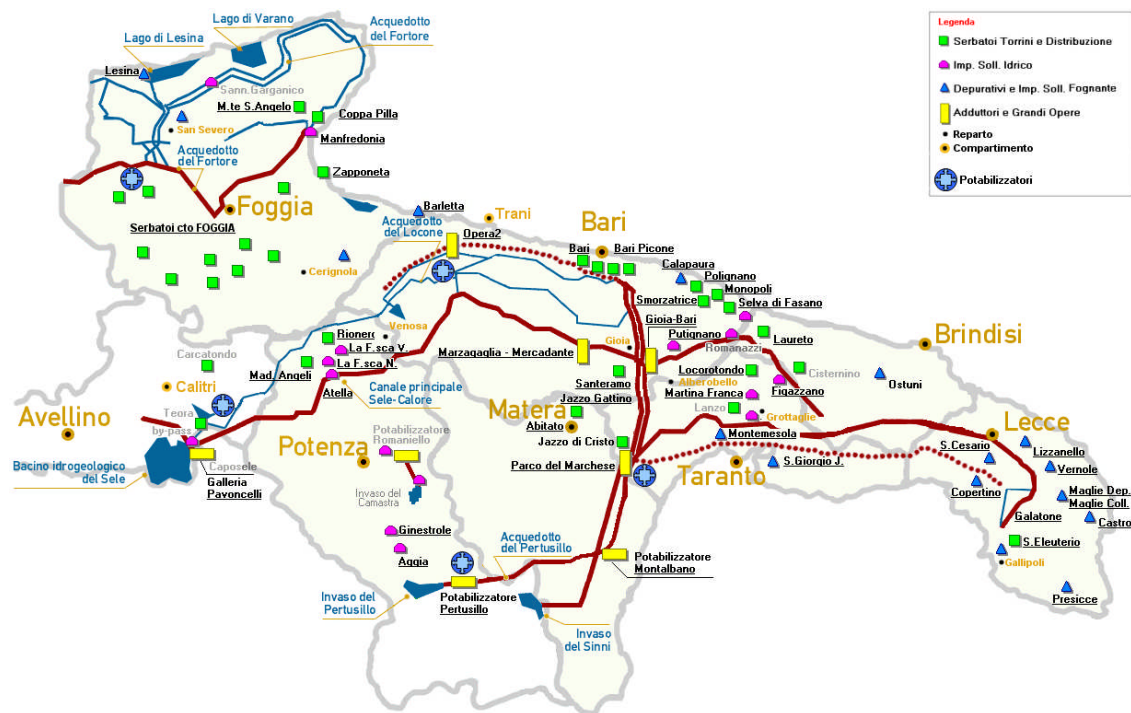 Lago di Varano
Acquedotto
del Fortore
Lago di Lesina
Lesina
Sann.Garganico
M.te S.Angelo
Coppa Pilla
San Severo
Manfredonia
Acquedotto
del Fortore
Zapponeta
Foggia
Serbatoi cto FOGGIA
Cerignola
Barletta
Trani
Acquedotto
del Locone
Opera2
Bari
Bari
Bari Picone
Calapaura
Polignano
Monopoli
Smorzatrice
Selva di Fasano
Gioia-Bari
Putignano
Romanazzi
Laureto
Brindisi
Venosa
Rionero
La F.sca V.
La F.sca N.
Mad. Angeli
Atella
Canale principale
Sele-Calore
Carcatondo
Calitri
Marzagaglia - Mercadante
Gioia
Santeramo
Alberobello
Locorotondo
Martina Franca
Figazzano
Cisternino
Ostuni
Jazzo Gattino
Matera
Abitato
Lanzo
Grottaglie
Avellino
Teora
by-pass
Caposele
Bacino idrogeologico
del Sele
Galleria
Pavoncelli
Potenza
Potabilizzatore
Romaniello
Invaso del
Camastra
Jazzo di Cristo
Parco del Marchese
Montemesola
Taranto
S.Giorgio J.
Lecce
S.Cesario
Lizzanello
Vernole
Copertino
Maglie Dep.
Maglie Coll.
Galatone
Castro
S.Eleuterio
Gallipoli
Presicce
Ginestrole
Aggia
Acquedotto
del Pertusillo
Potabilizzatore
Montalbano
Invaso del
Pertusillo
Potabilizzatore
Pertusillo
Invaso
del Sinni
Legenda
Serbatoi Torrini e Distribuzione
Imp. Soll. Idrico
Depurativi e Imp. Soll. Fognante
Adduttori e Grandi Opere
Reparto
Compartimento
Potabilizzatori